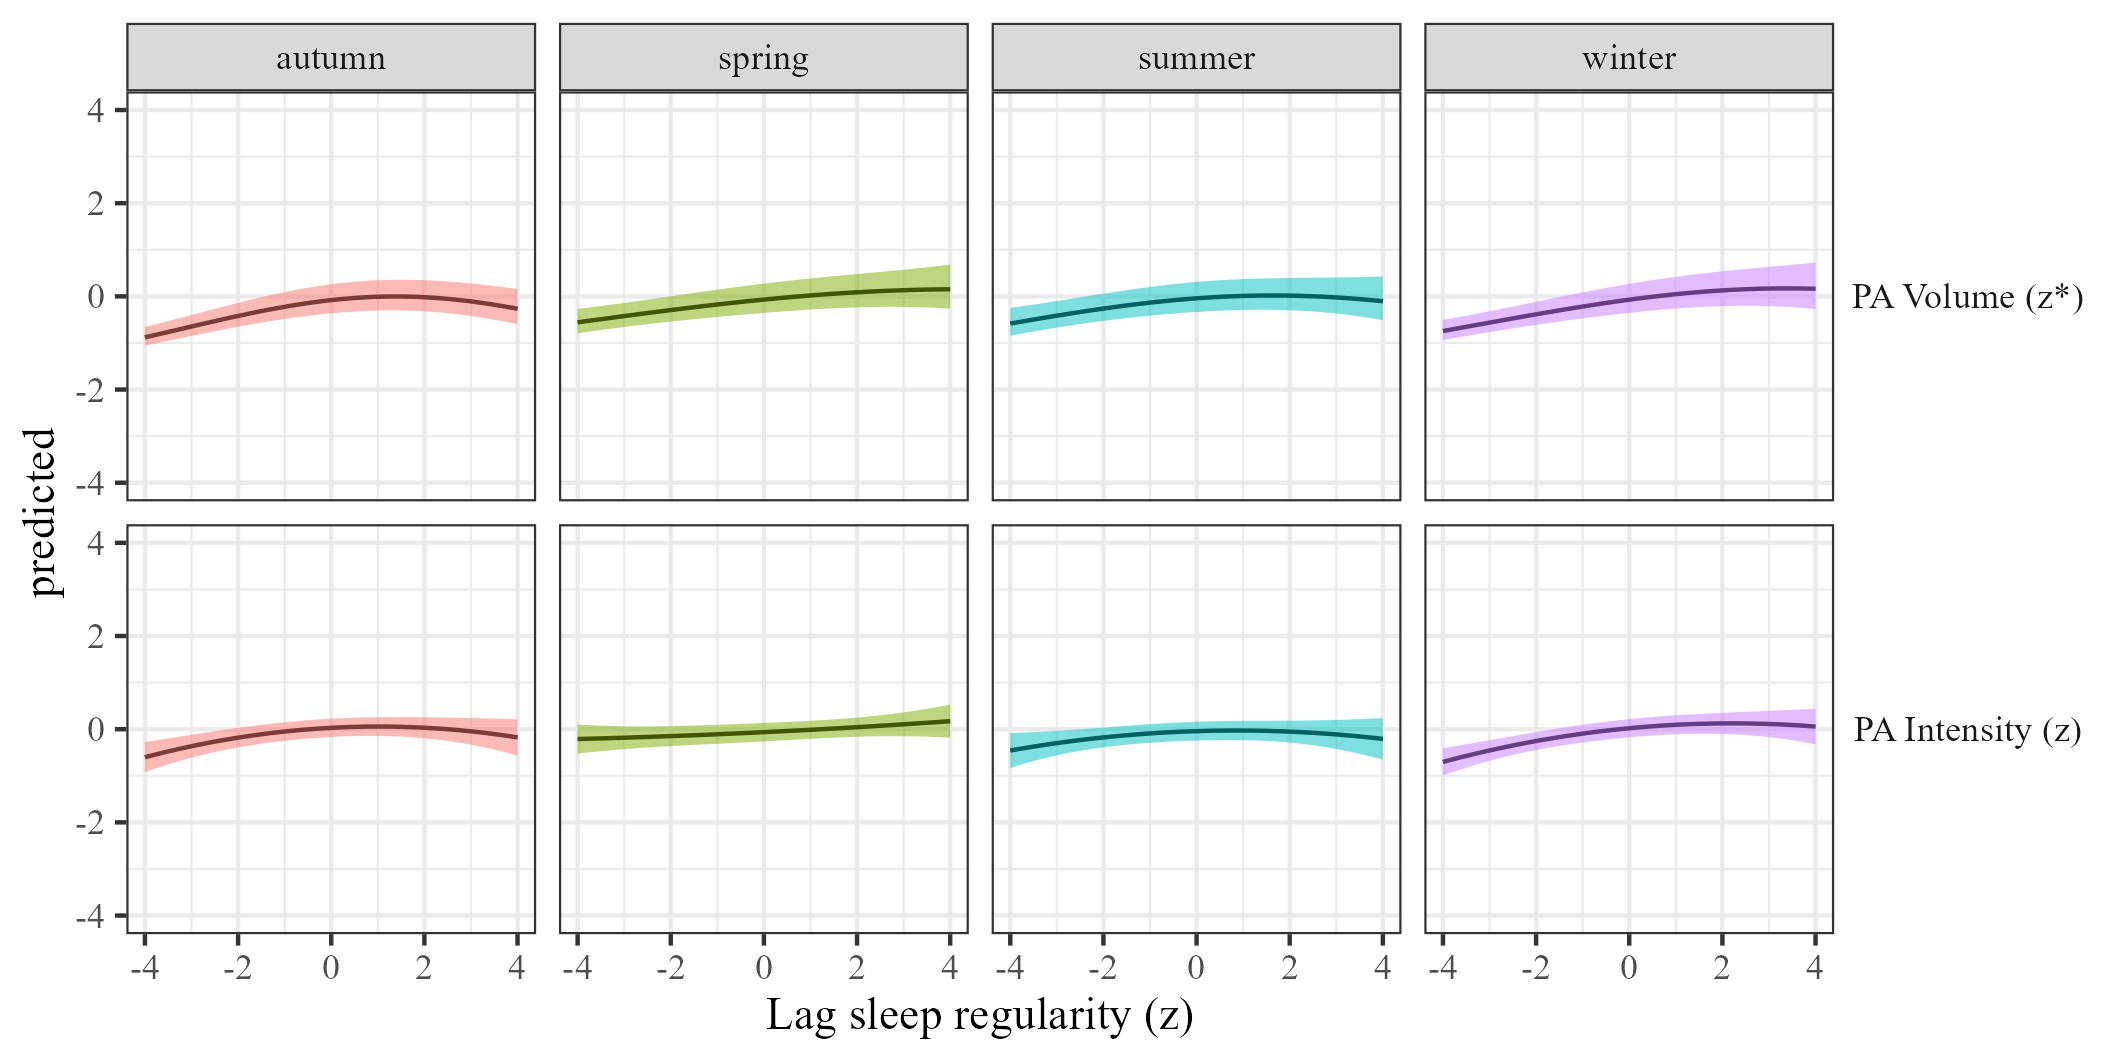 autumn spring summer winter
4
2
0
-2
-4
PA Volume (z*)
predicted
4
2
0
-2
-4
PA Intensity (z)
-4 -2 0 2 4 -4 -2 0 2 4 -4 -2 0 2 4 -4 -2 0 2 4
Lag sleep regularity (z)